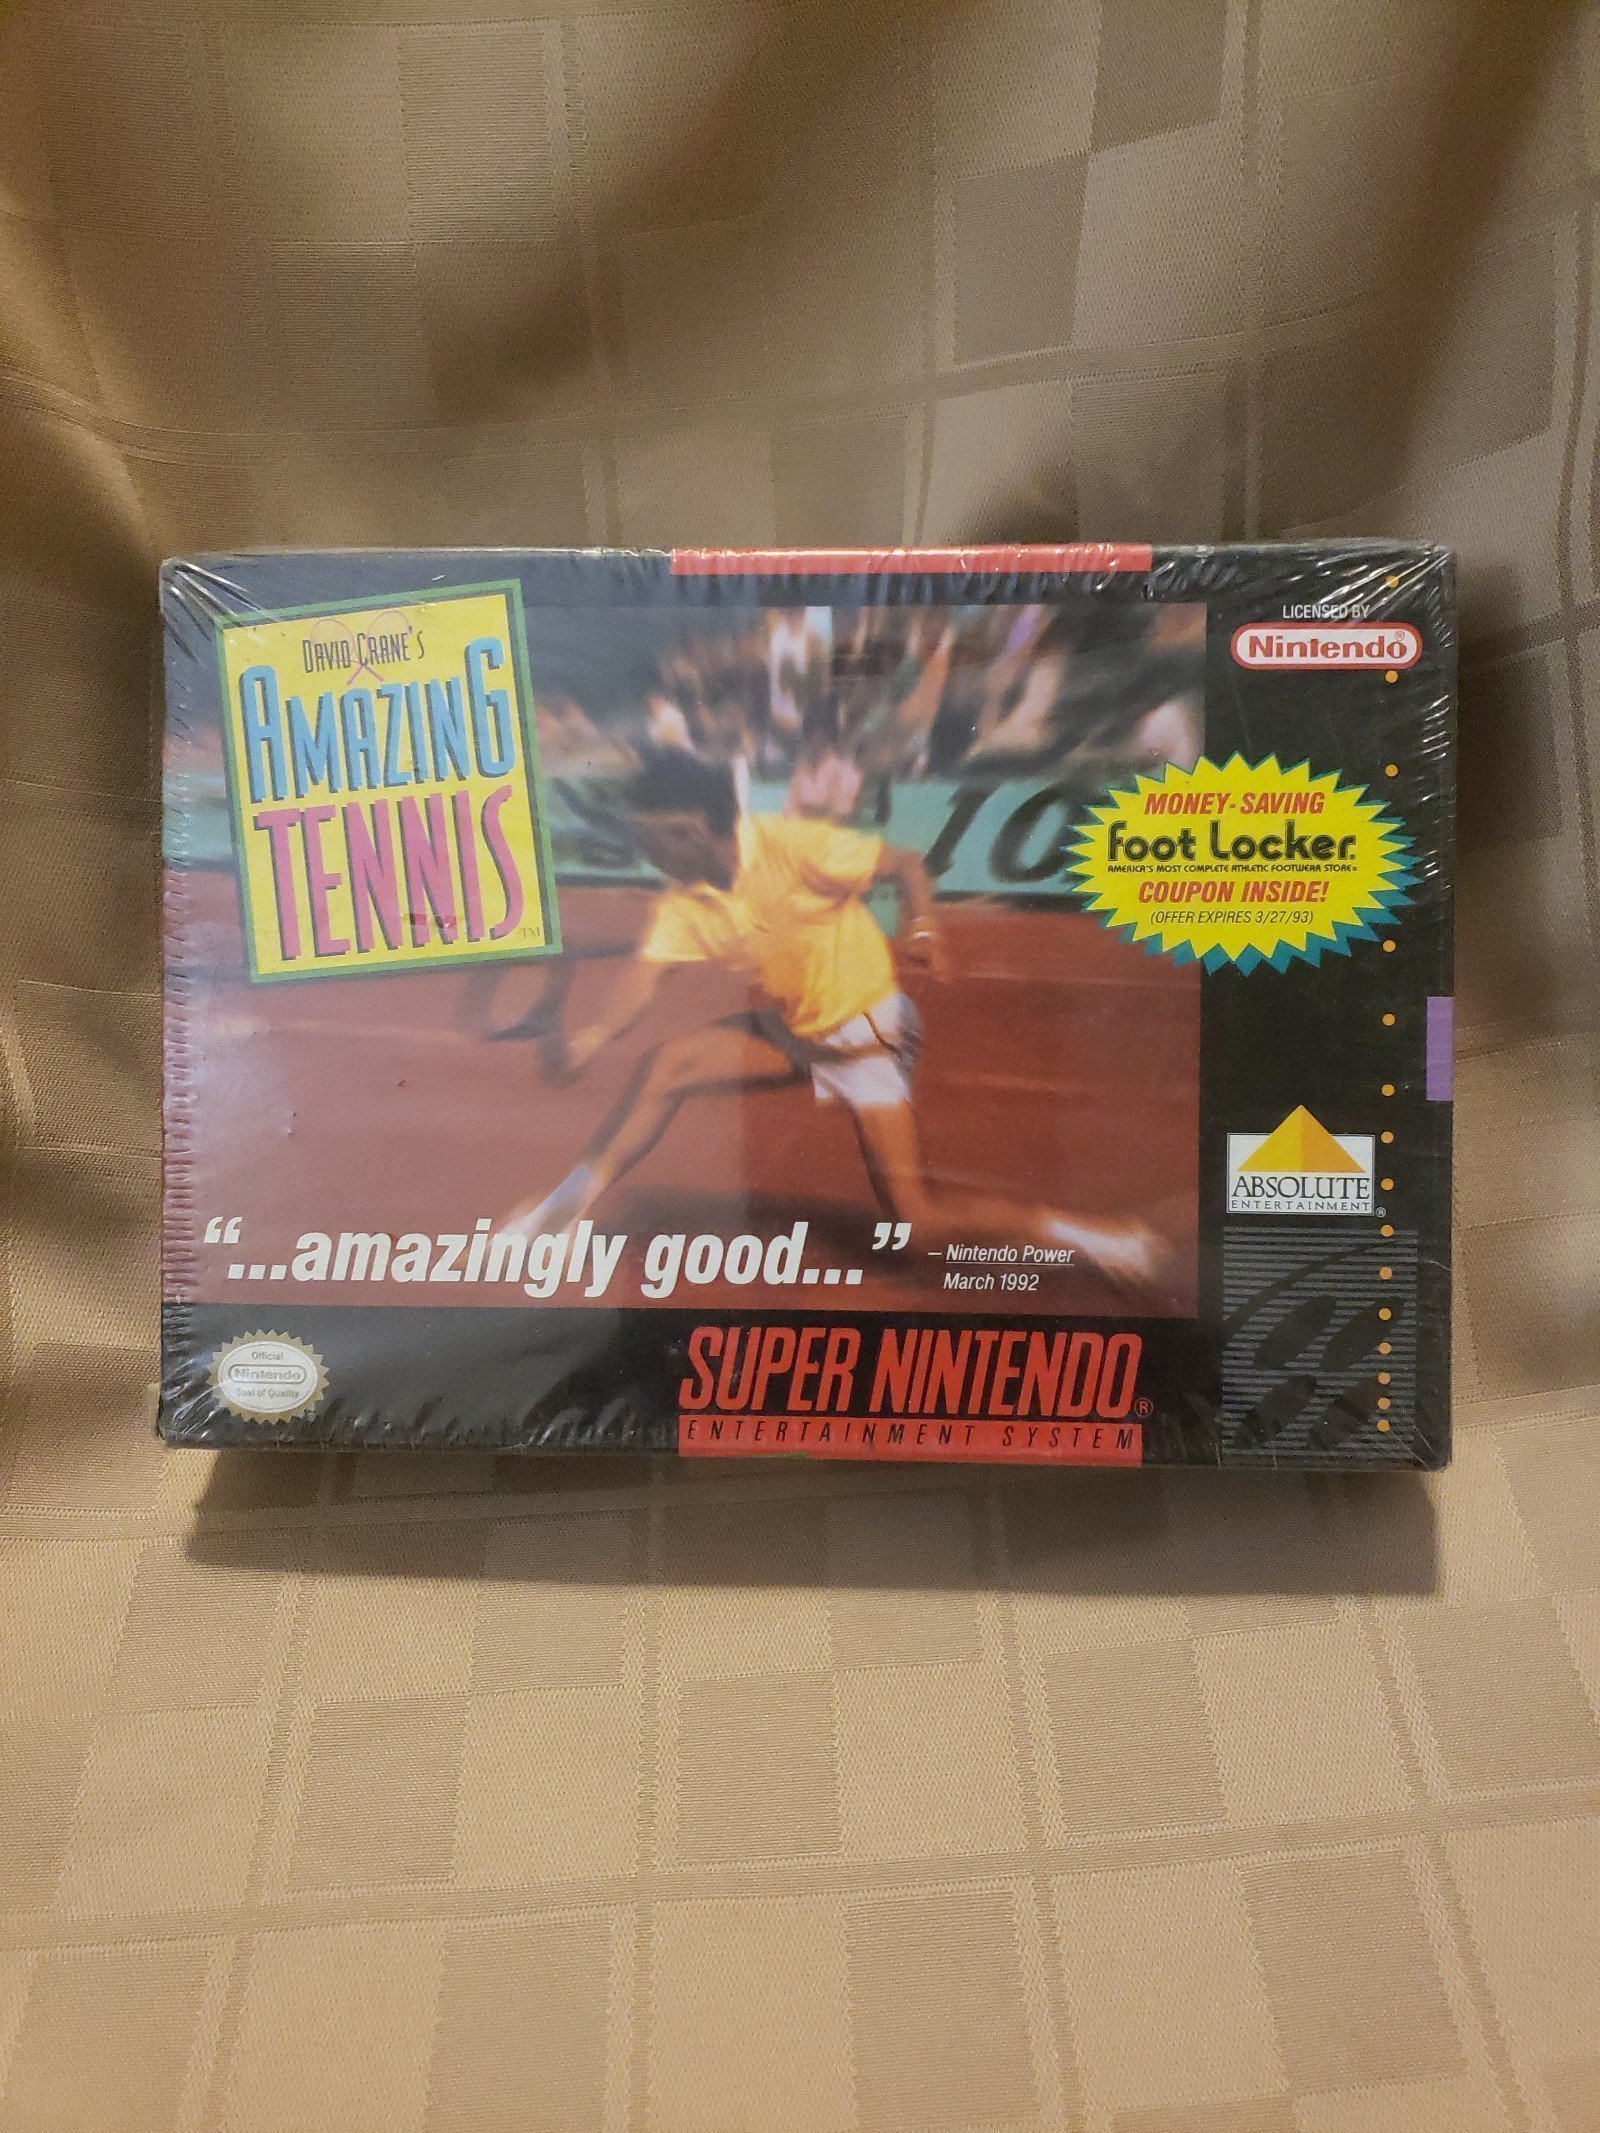 DAVID CRANE'S
AMAZING
TENNIS™
LICENSED BY
Nintendo®
MONEY-SAVING
Foot Locker®
AMERICA'S MOST COMPLETE ATHLETIC FOOTWEAR STORE
COUPON INSIDE!
(OFFER EXPIRES 3/27/93)
10
ABSOLUTE
ENTERTAINMENT®
"...amazingly good..." – Nintendo Power
March 1992
Official
Nintendo
Seal of Quality
SUPER NINTENDO®
ENTERTAINMENT SYSTEM